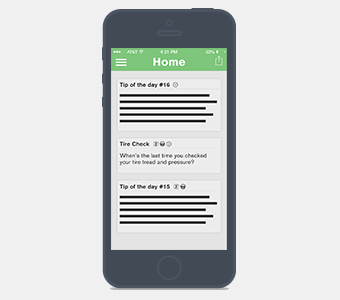 AT&T 4:21 PM 22%
Home
Tip of the day #16
Tire Check
When's the last time you checked
your tire tread and pressure?
Tip of the day #15